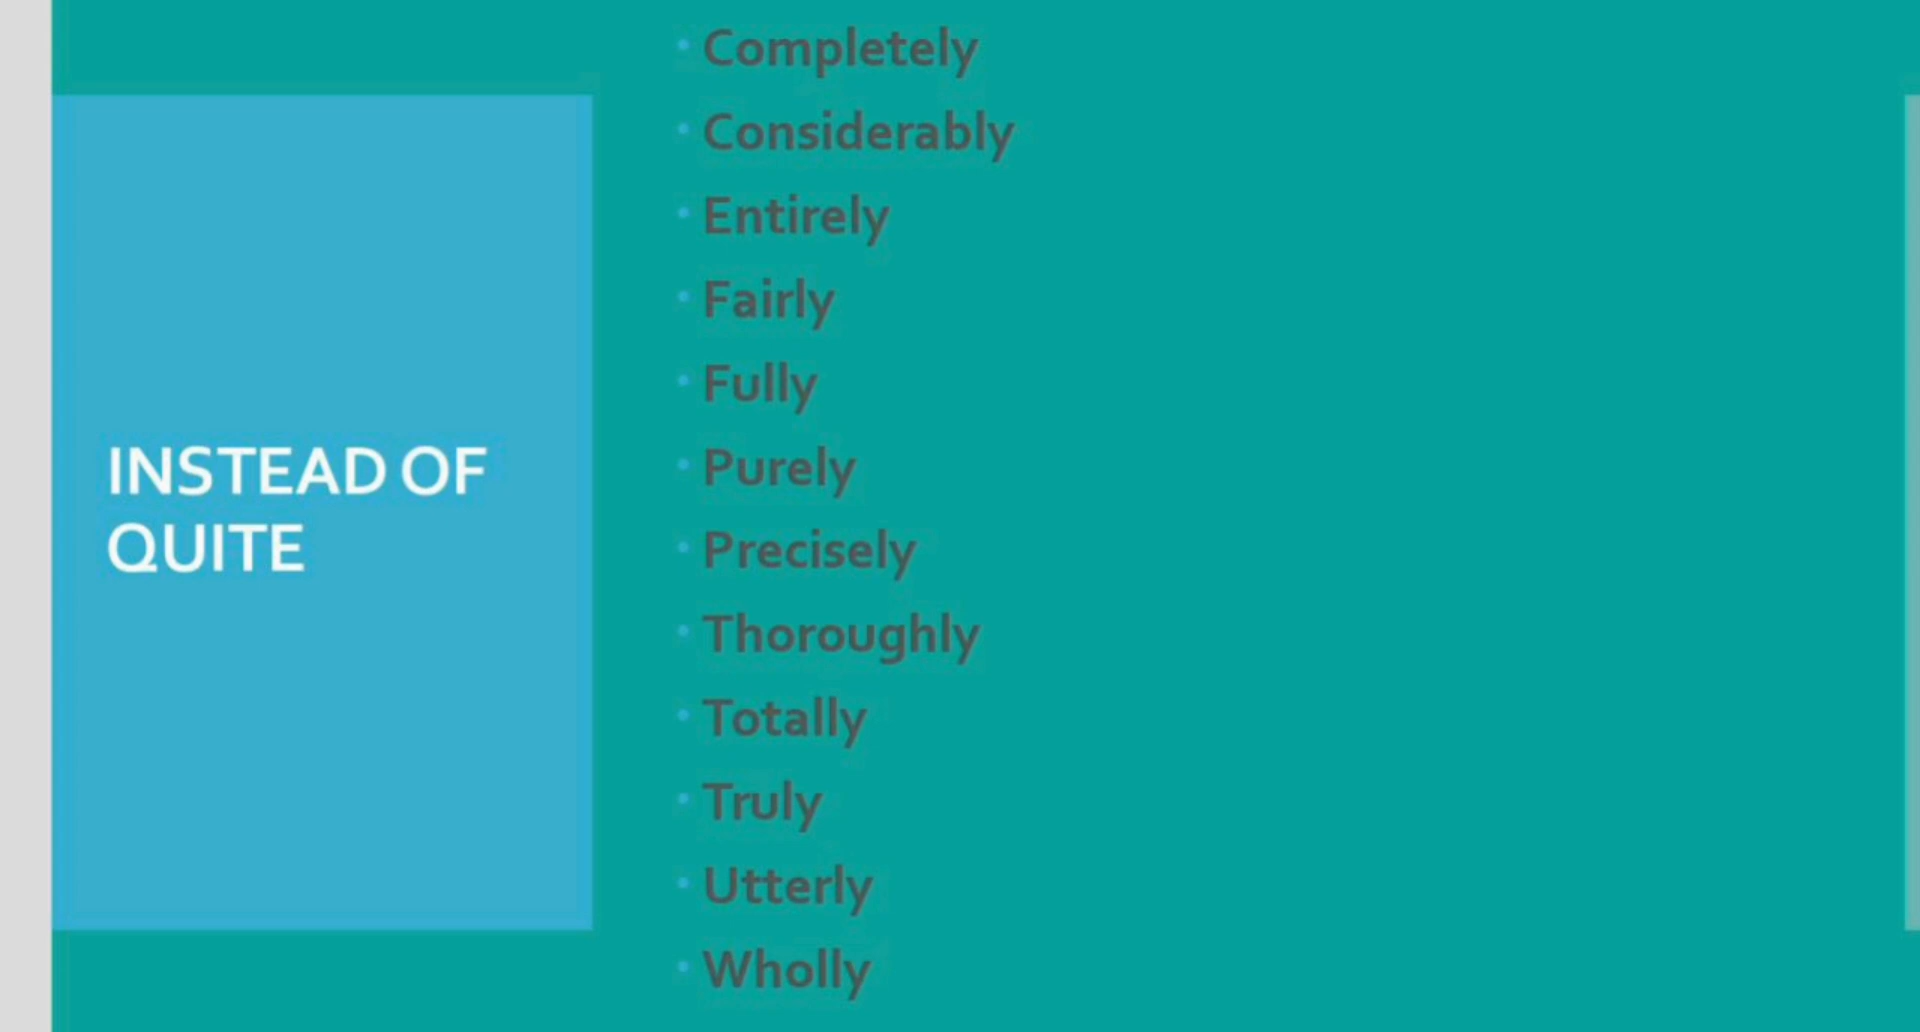 INSTEAD OF
QUITE
Completely
Considerably
Entirely
Fairly
Fully
Purely
Precisely
Thoroughly
Totally
Truly
Utterly
Wholly